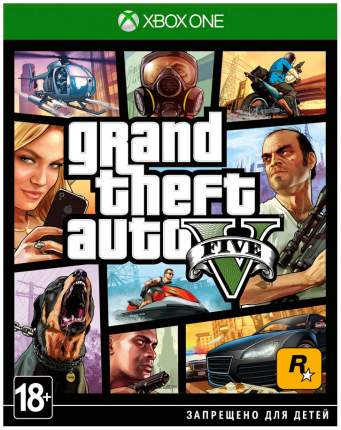 XBOX ONE
grand
theft
auto
V
FIVE
R
18+
ЗАПРЕЩЕНО ДЛЯ ДЕТЕЙ